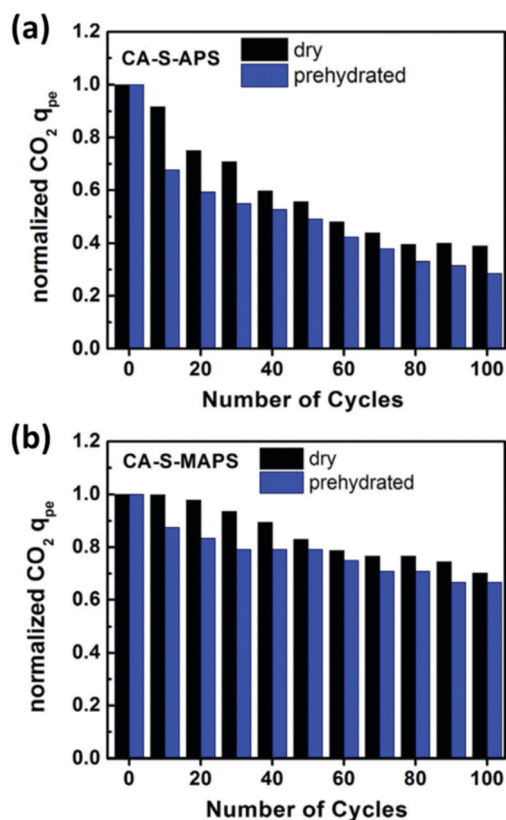 (a)
1.2
CA-S-APS
dry
prehydrated
1.0
0.8
0.6
0.4
0.2
0.0
normalized CO2 qpe
0 20 40 60 80 100
Number of Cycles
(b)
1.2
CA-S-MAPS
dry
prehydrated
1.0
0.8
0.6
0.4
0.2
0.0
normalized CO2 qpe
0 20 40 60 80 100
Number of Cycles